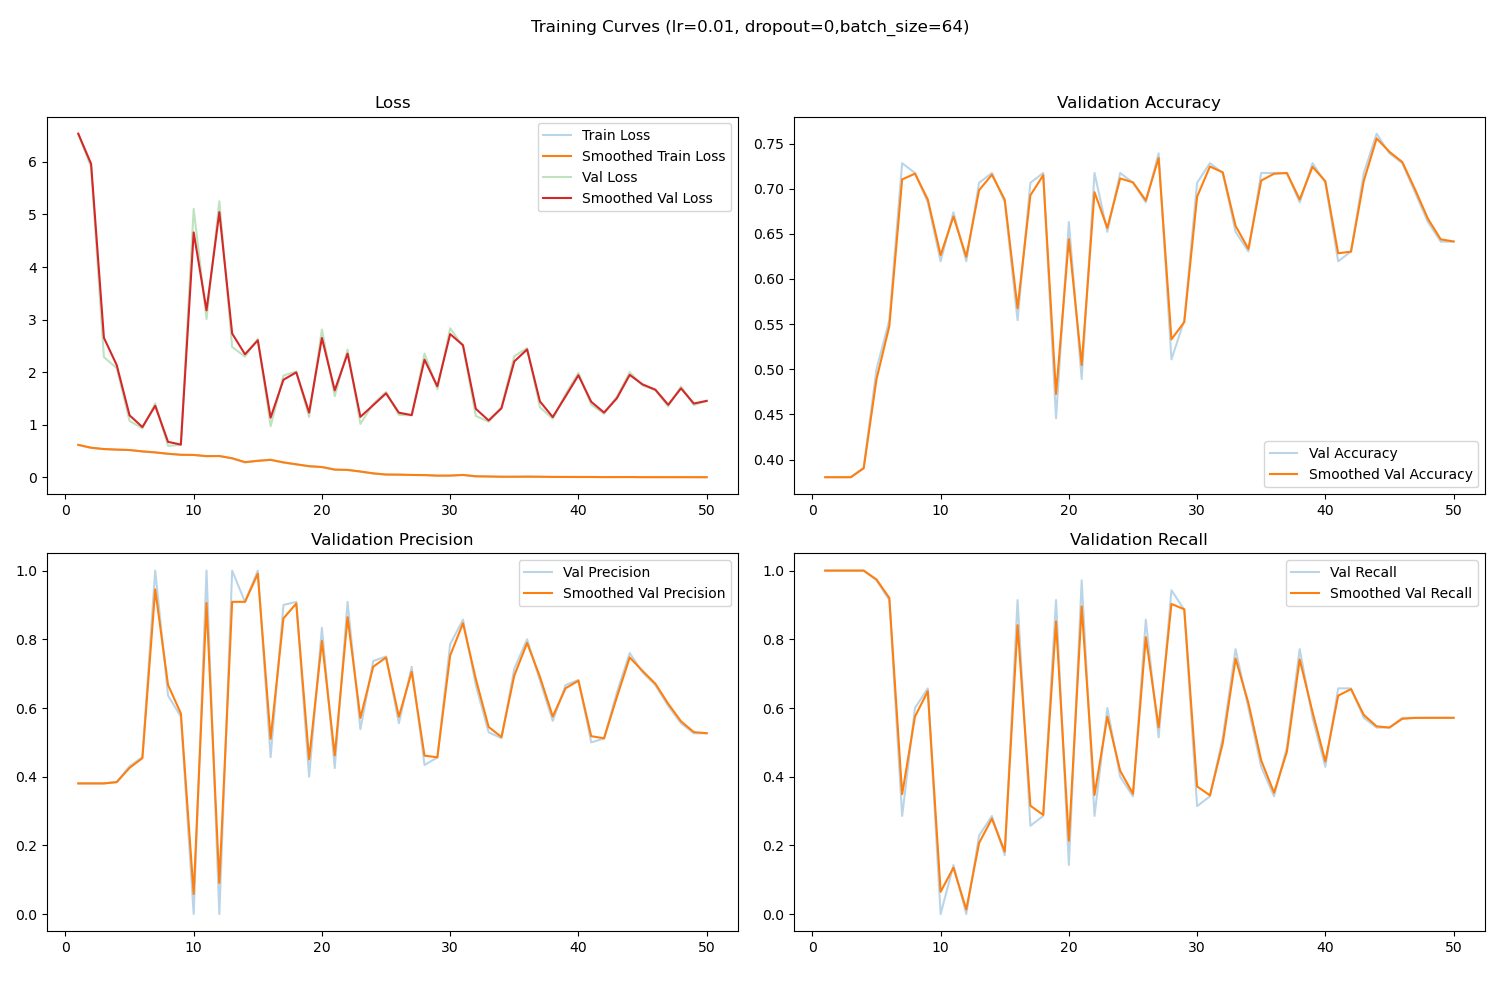 Training Curves (lr=0.01, dropout=0,batch_size=64)
Loss
6
5
4
3
2
1
0
0 10 20 30 40 50
Train Loss
Smoothed Train Loss
Val Loss
Smoothed Val Loss
Validation Accuracy
0.75
0.70
0.65
0.60
0.55
0.50
0.45
0.40
0 10 20 30 40 50
Val Accuracy
Smoothed Val Accuracy
Validation Precision
1.0
0.8
0.6
0.4
0.2
0.0
0 10 20 30 40 50
Val Precision
Smoothed Val Precision
Validation Recall
1.0
0.8
0.6
0.4
0.2
0.0
0 10 20 30 40 50
Val Recall
Smoothed Val Recall